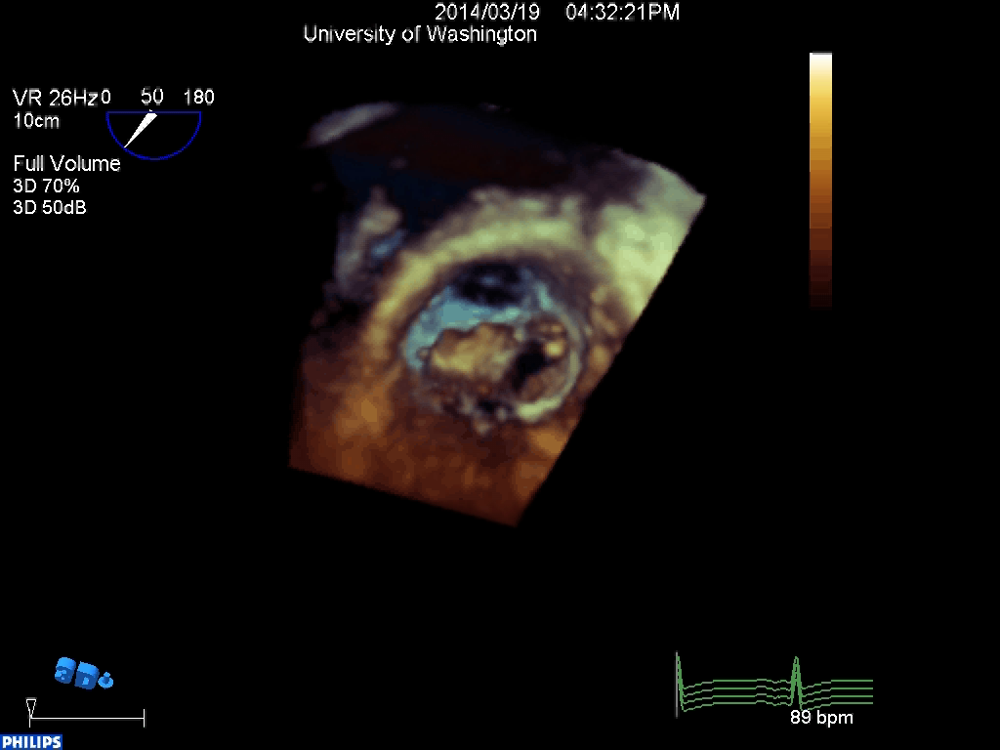 2014/03/19 04:32:21PM
University of Washington
VR 26Hz 0 50 180
10cm
Full Volume
3D 70%
3D 50dB
3D
89 bpm
PHILIPS